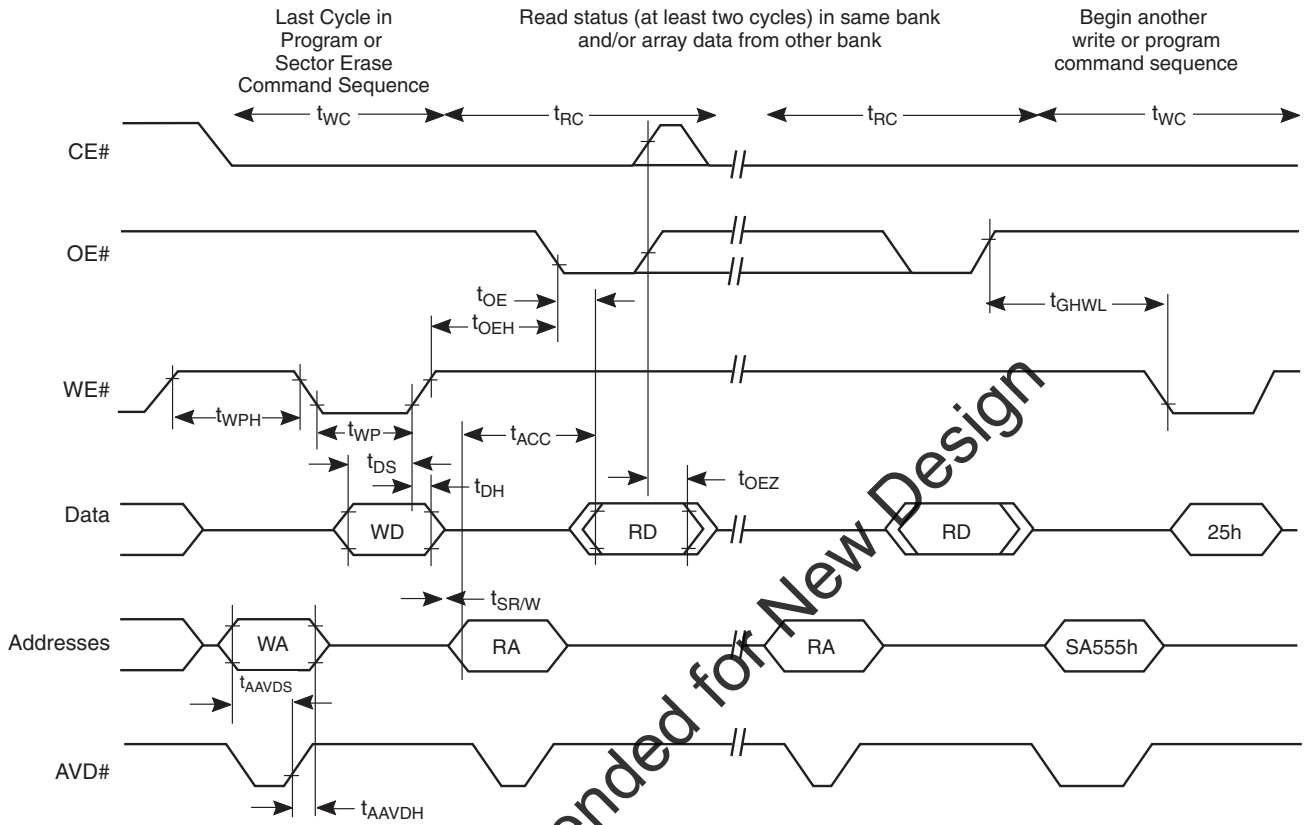 Last Cycle in
Program or
Sector Erase
Command Sequence
Read status (at least two cycles) in same bank
and/or array data from other bank
Begin another
write or program
command sequence
tWC
tRC
tRC
tWC
CE#
OE#
tOE
tOEH
tGHWL
WE#
tWPH
tWP
tACC
tDS
tDH
tOEZ
Data
WD
RD
RD
25h
tSR/W
Addresses
WA
RA
RA
SA555h
tAAVDS
AVD#
tAAVDH
for New Design